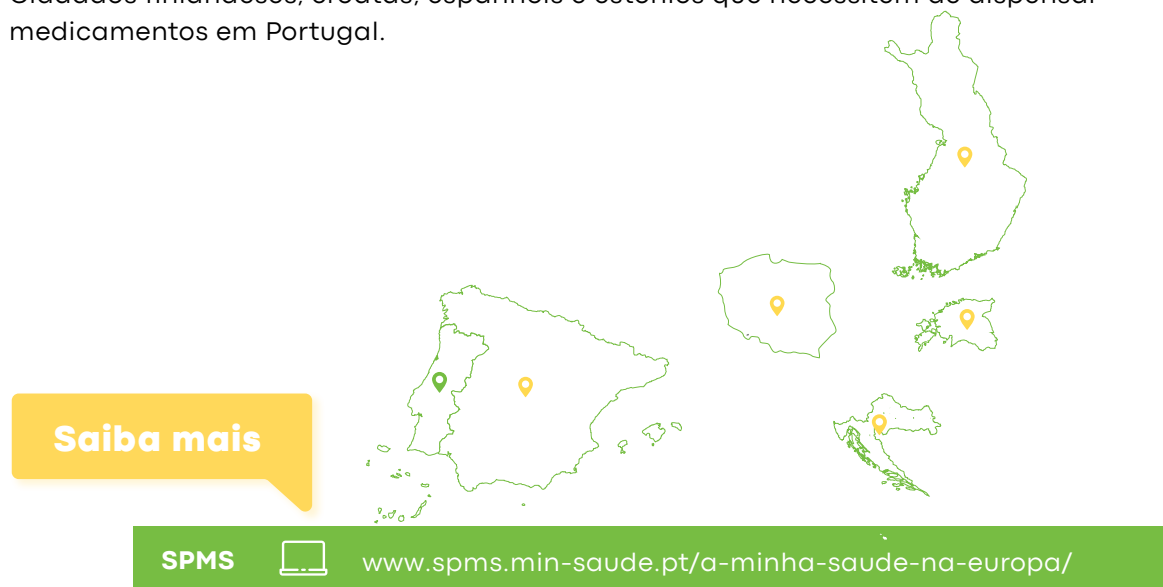 medicamentos em Portugal.
Saiba mais
SPMS
www.spms.min-saude.pt/a-minha-saude-na-europa/